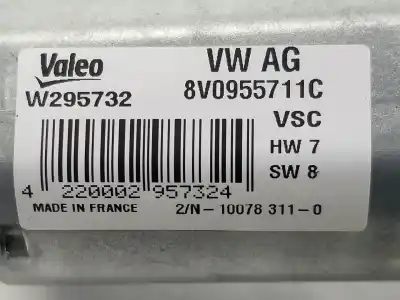 Valeo
VW AG
W295732
8V0955711C
VSC
HW 7
SW 8
4 220002 957324
MADE IN FRANCE
2/N-10078 311-0